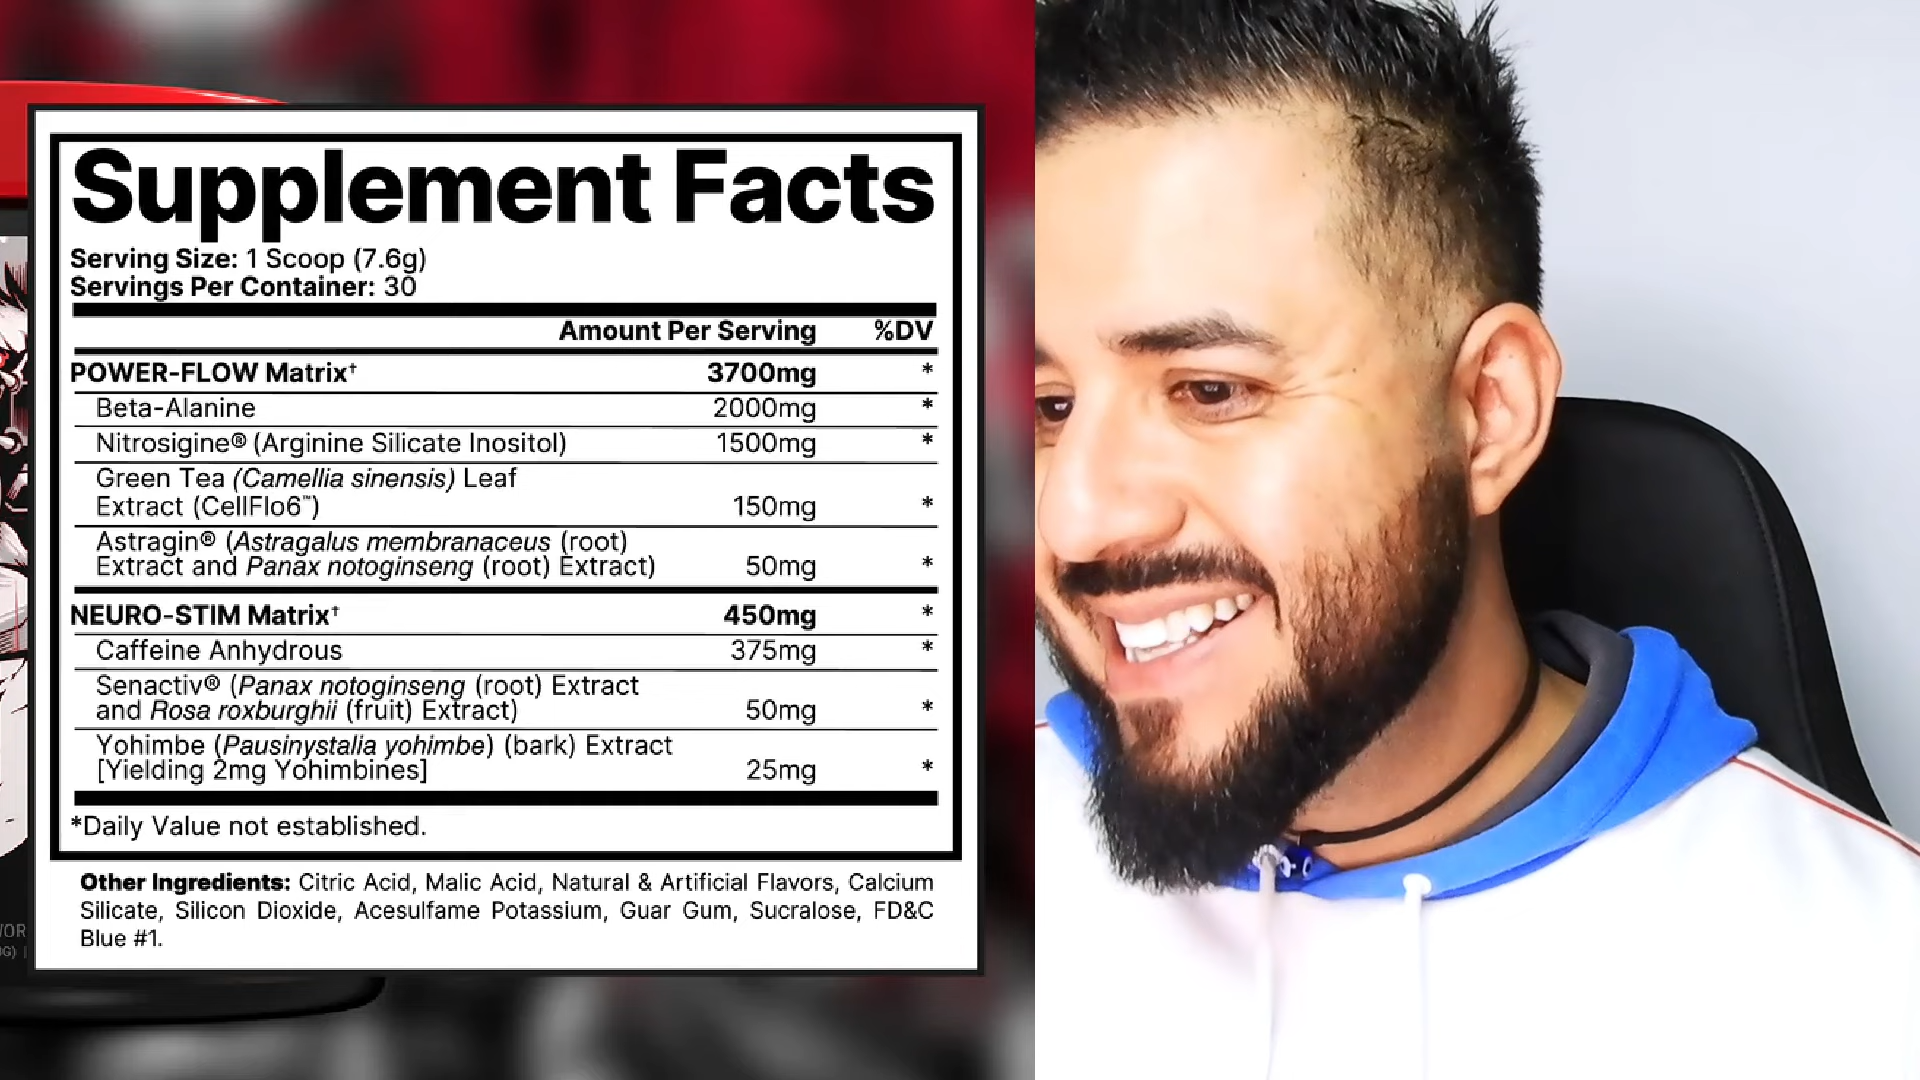 Supplement Facts
Serving Size: 1 Scoop (7.6g)
Servings Per Container: 30
Amount Per Serving %DV
POWER-FLOW Matrix† 3700mg *
Beta-Alanine 2000mg *
Nitrosigine® (Arginine Silicate Inositol) 1500mg *
Green Tea (Camellia sinensis) Leaf
Extract (CellFlo6™) 150mg *
Astragin® (Astragalus membranaceus (root)
Extract and Panax notoginseng (root) Extract) 50mg *
NEURO-STIM Matrix† 450mg *
Caffeine Anhydrous 375mg *
Senactiv® (Panax notoginseng (root) Extract
and Rosa roxburghii (fruit) Extract) 50mg *
Yohimbe (Pausinystalia yohimbe) (bark) Extract
[Yielding 2mg Yohimbines] 25mg *
*Daily Value not established.
Other Ingredients: Citric Acid, Malic Acid, Natural & Artificial Flavors, Calcium
Silicate, Silicon Dioxide, Acesulfame Potassium, Guar Gum, Sucralose, FD&C
Blue #1.